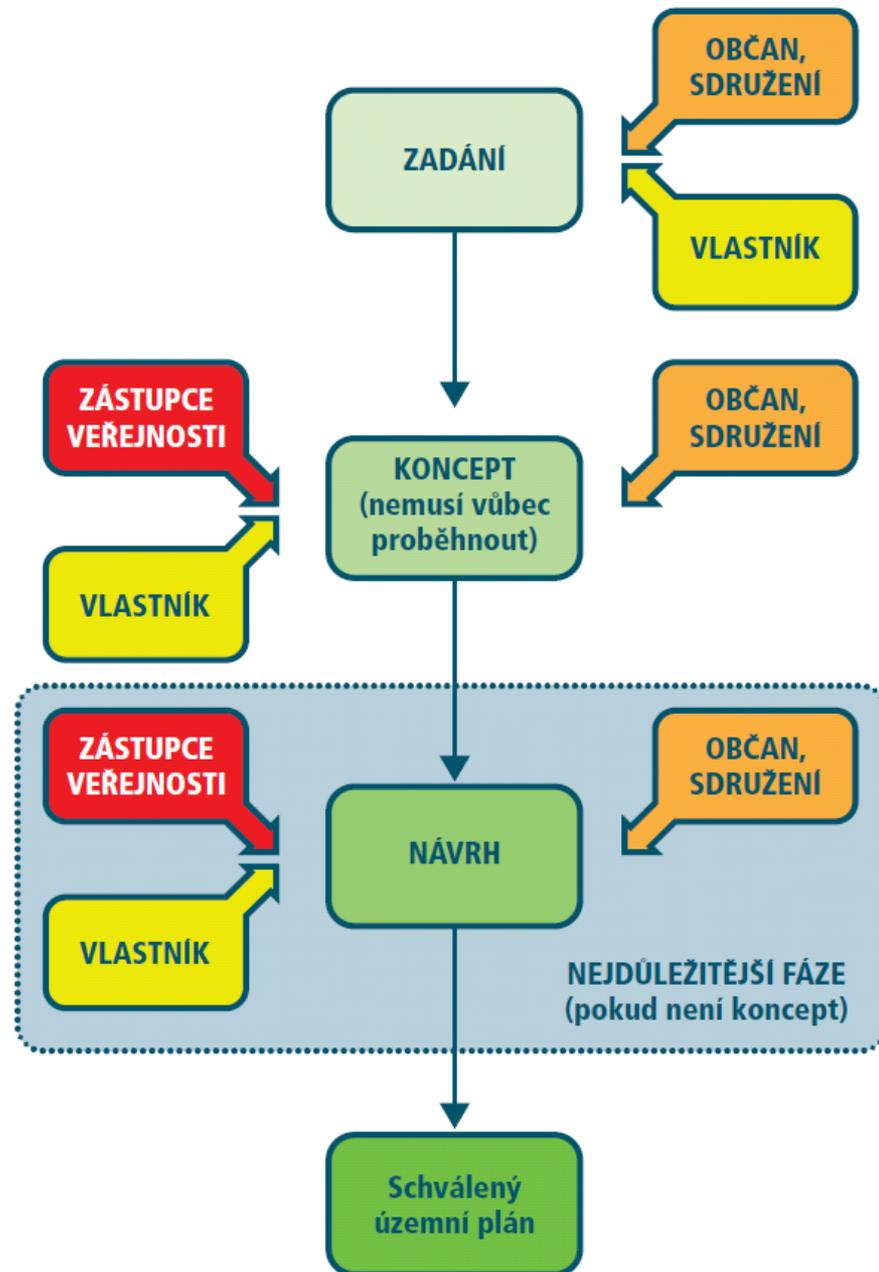 OBČAN,
SDRUŽENÍ
ZADÁNÍ
VLASTNÍK
ZÁSTUPCE
VEŘEJNOSTI
OBČAN,
SDRUŽENÍ
KONCEPT
(nemusí vůbec
proběhnout)
VLASTNÍK
ZÁSTUPCE
VEŘEJNOSTI
OBČAN,
SDRUŽENÍ
NÁVRH
VLASTNÍK
NEJDŮLEŽITĚJŠÍ FÁZE
(pokud není koncept)
Schválený
územní plán